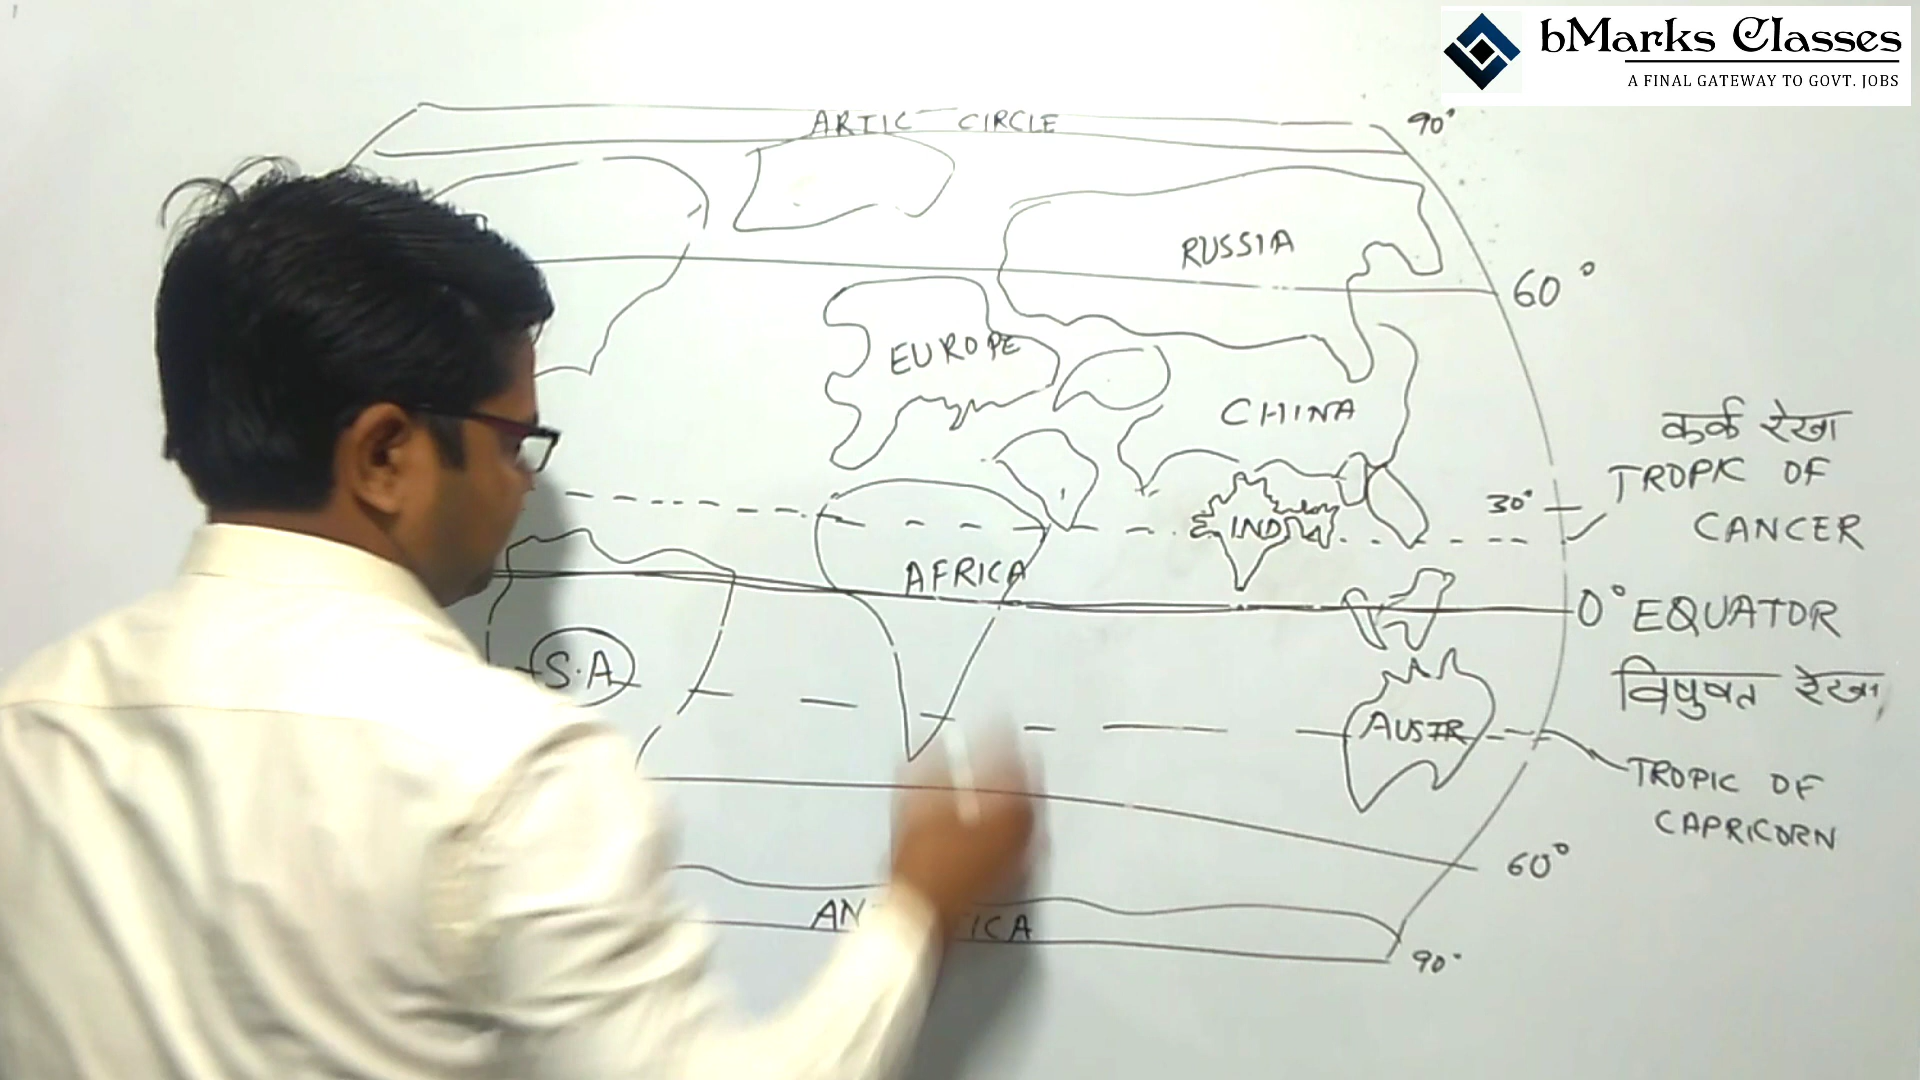 bMarks Classes
A FINAL GATEWAY TO GOVT. JOBS
ARTIC CIRCLE
90°
RUSSIA
60°
EUROPE
CHINA
कर्क रेखा
30°
TROPIC OF
CANCER
IND
AFRICA
0° EQUATOR
विषुवत रेखा
S.A
AUSTR
TROPIC OF
CAPRICORN
60°
90°